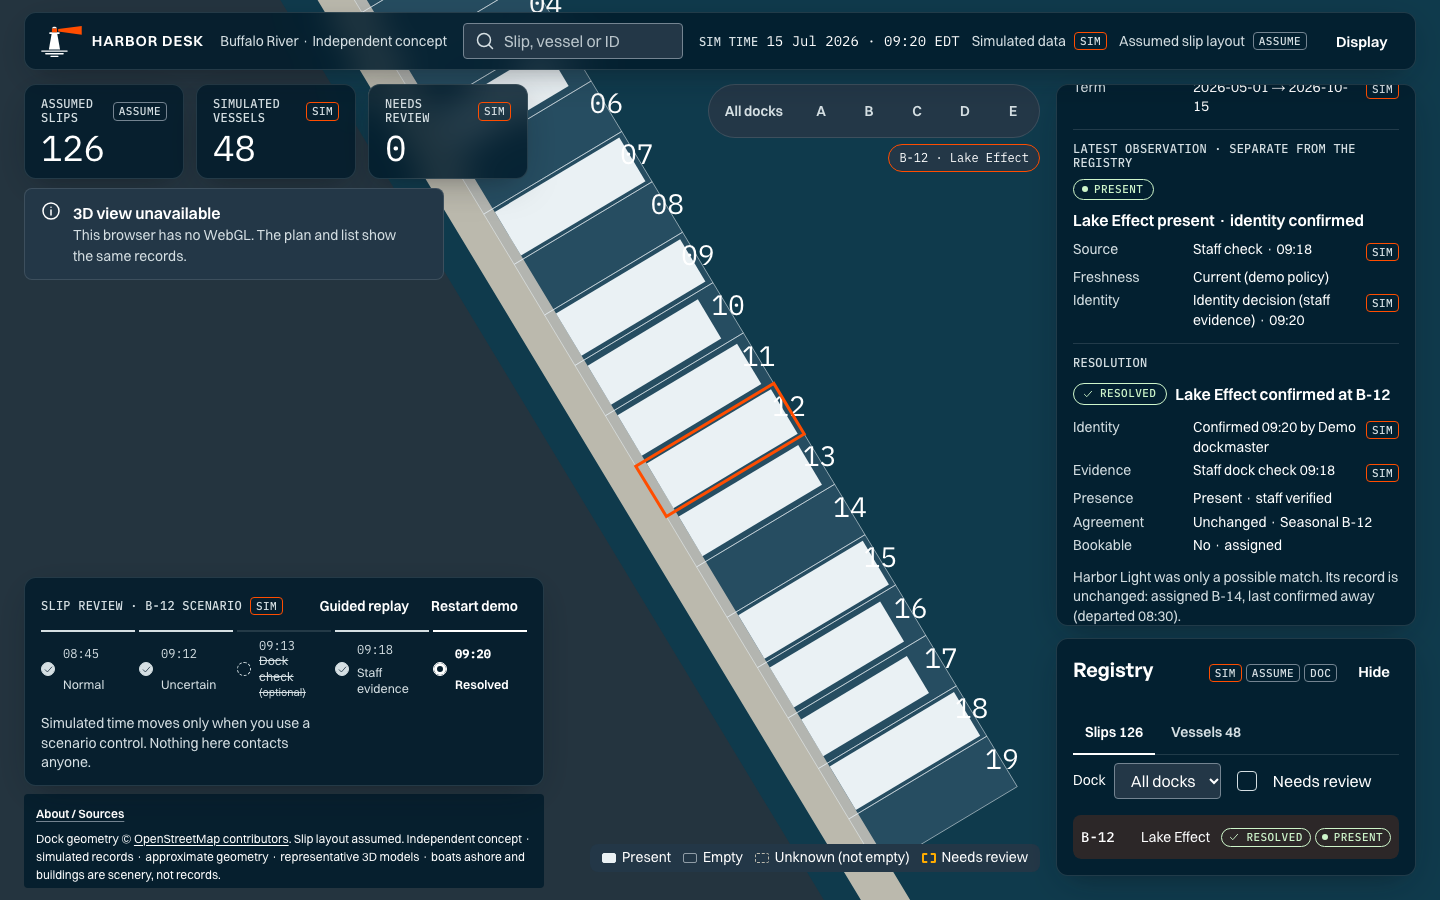 04
HARBOR DESK
Buffalo River · Independent concept
Slip, vessel or ID
SIM TIME 15 Jul 2026 · 09:20 EDT
Simulated data SIM
Assumed slip layout ASSUME
Display
ASSUMED SLIPS ASSUME
126
SIMULATED VESSELS SIM
48
NEEDS REVIEW SIM
0
3D view unavailable
This browser has no WebGL. The plan and list show
the same records.
All docks A B C D E
B-12 · Lake Effect
06
07
08
09
10
11
12
13
14
15
16
17
18
19
Term 2026-05-01 → 2026-10-15 SIM
LATEST OBSERVATION · SEPARATE FROM THE
REGISTRY
PRESENT
Lake Effect present · identity confirmed
Source Staff check · 09:18 SIM
Freshness Current (demo policy)
Identity Identity decision (staff evidence) · 09:20 SIM
RESOLUTION
RESOLVED Lake Effect confirmed at B-12
Identity Confirmed 09:20 by Demo dockmaster SIM
Evidence Staff dock check 09:18 SIM
Presence Present · staff verified
Agreement Unchanged · Seasonal B-12
Bookable No · assigned
Harbor Light was only a possible match. Its record is
unchanged: assigned B-14, last confirmed away
(departed 08:30).
SLIP REVIEW · B-12 SCENARIO SIM
Guided replay
Restart demo
08:45 Normal
09:12 Uncertain
09:13 Dock check (optional)
09:18 Staff evidence
09:20 Resolved
Simulated time moves only when you use a
scenario control. Nothing here contacts
anyone.
About / Sources
Dock geometry © OpenStreetMap contributors. Slip layout assumed. Independent concept ·
simulated records · approximate geometry · representative 3D models · boats ashore and
buildings are scenery, not records.
Present Empty Unknown (not empty) Needs review
Registry SIM ASSUME DOC Hide
Slips 126 Vessels 48
Dock All docks Needs review
B-12 Lake Effect RESOLVED PRESENT